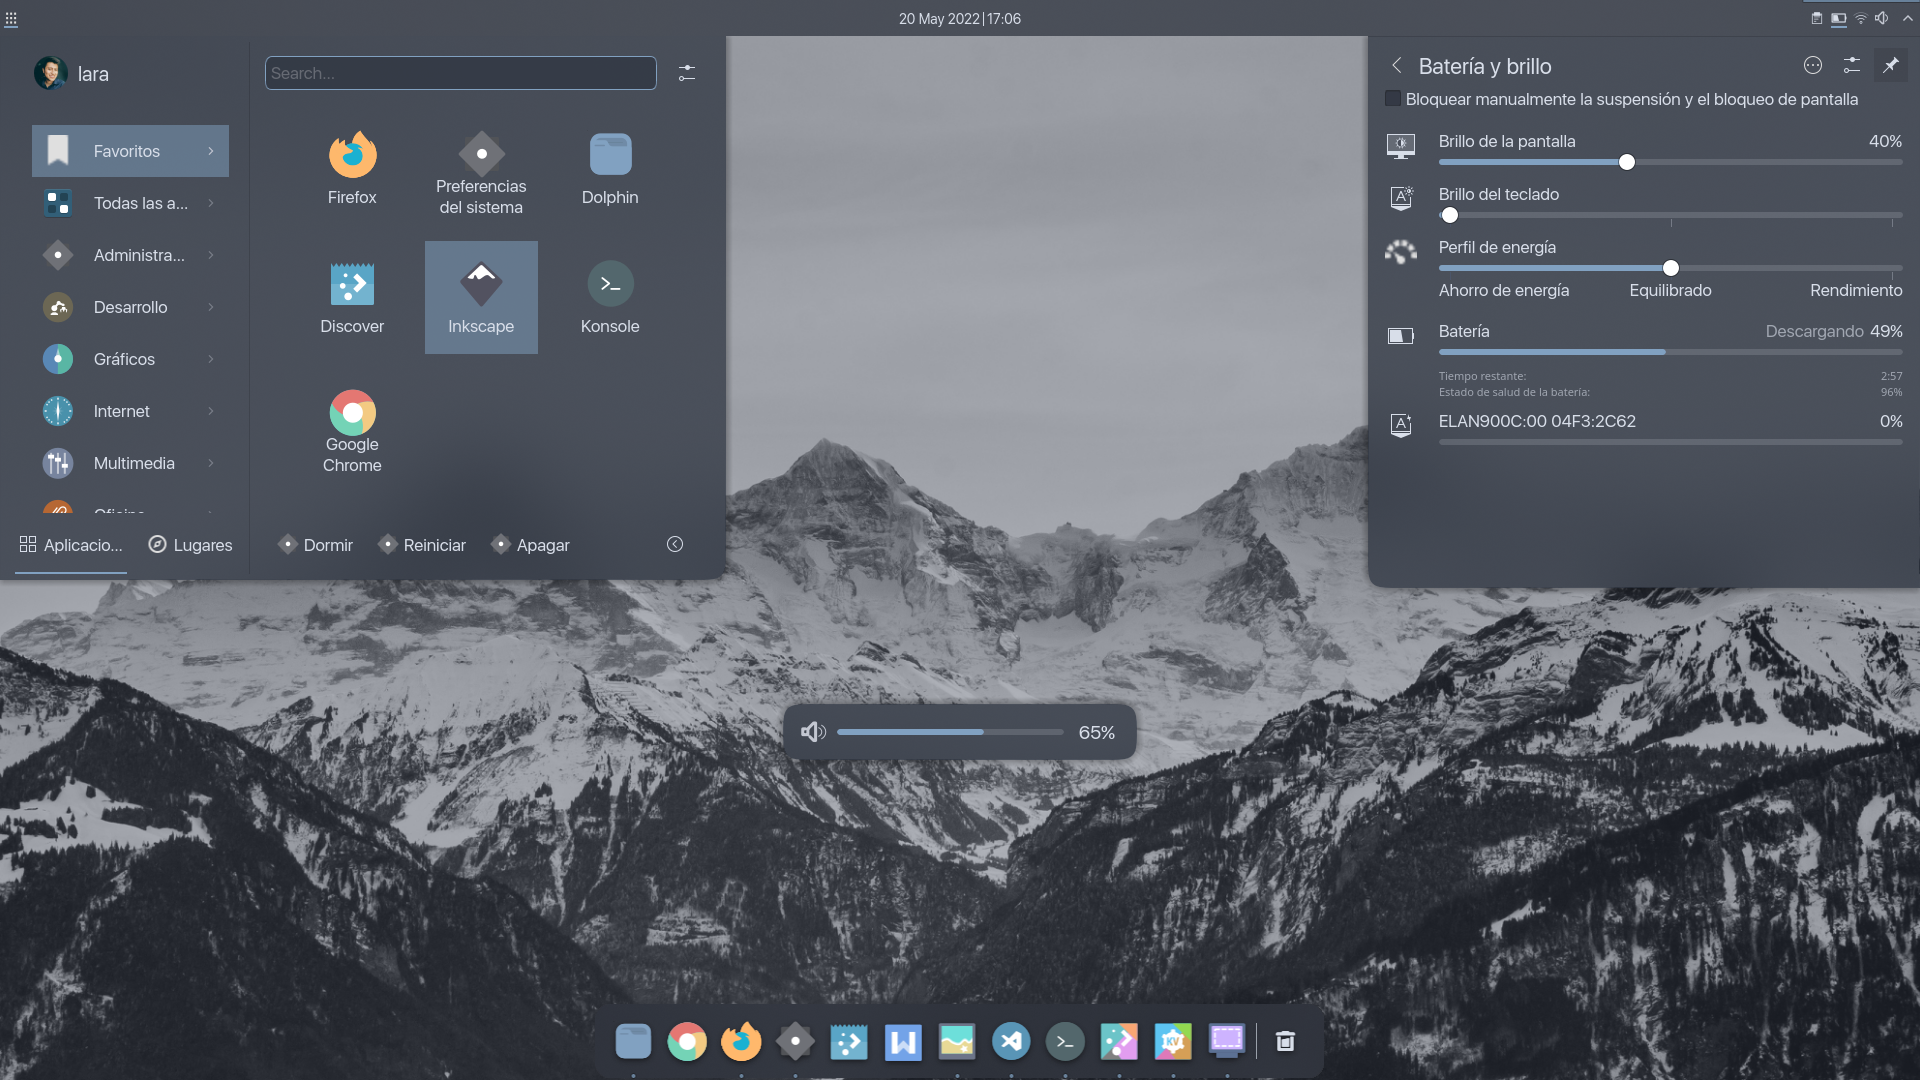 20 May 2022|17:06
lara
Search...
Favoritos
Todas las a...
Administra...
Desarrollo
Gráficos
Internet
Multimedia
Aplicacio...
Lugares
Firefox
Preferencias
del sistema
Dolphin
Discover
Inkscape
Konsole
Google
Chrome
Dormir
Reiniciar
Apagar
Batería y brillo
Bloquear manualmente la suspensión y el bloqueo de pantalla
Brillo de la pantalla 40%
Brillo del teclado
Perfil de energía
Ahorro de energía Equilibrado Rendimiento
Batería Descargando 49%
Tiempo restante: 2:57
Estado de salud de la batería: 96%
ELAN900C:00 04F3:2C62 0%
65%
KV